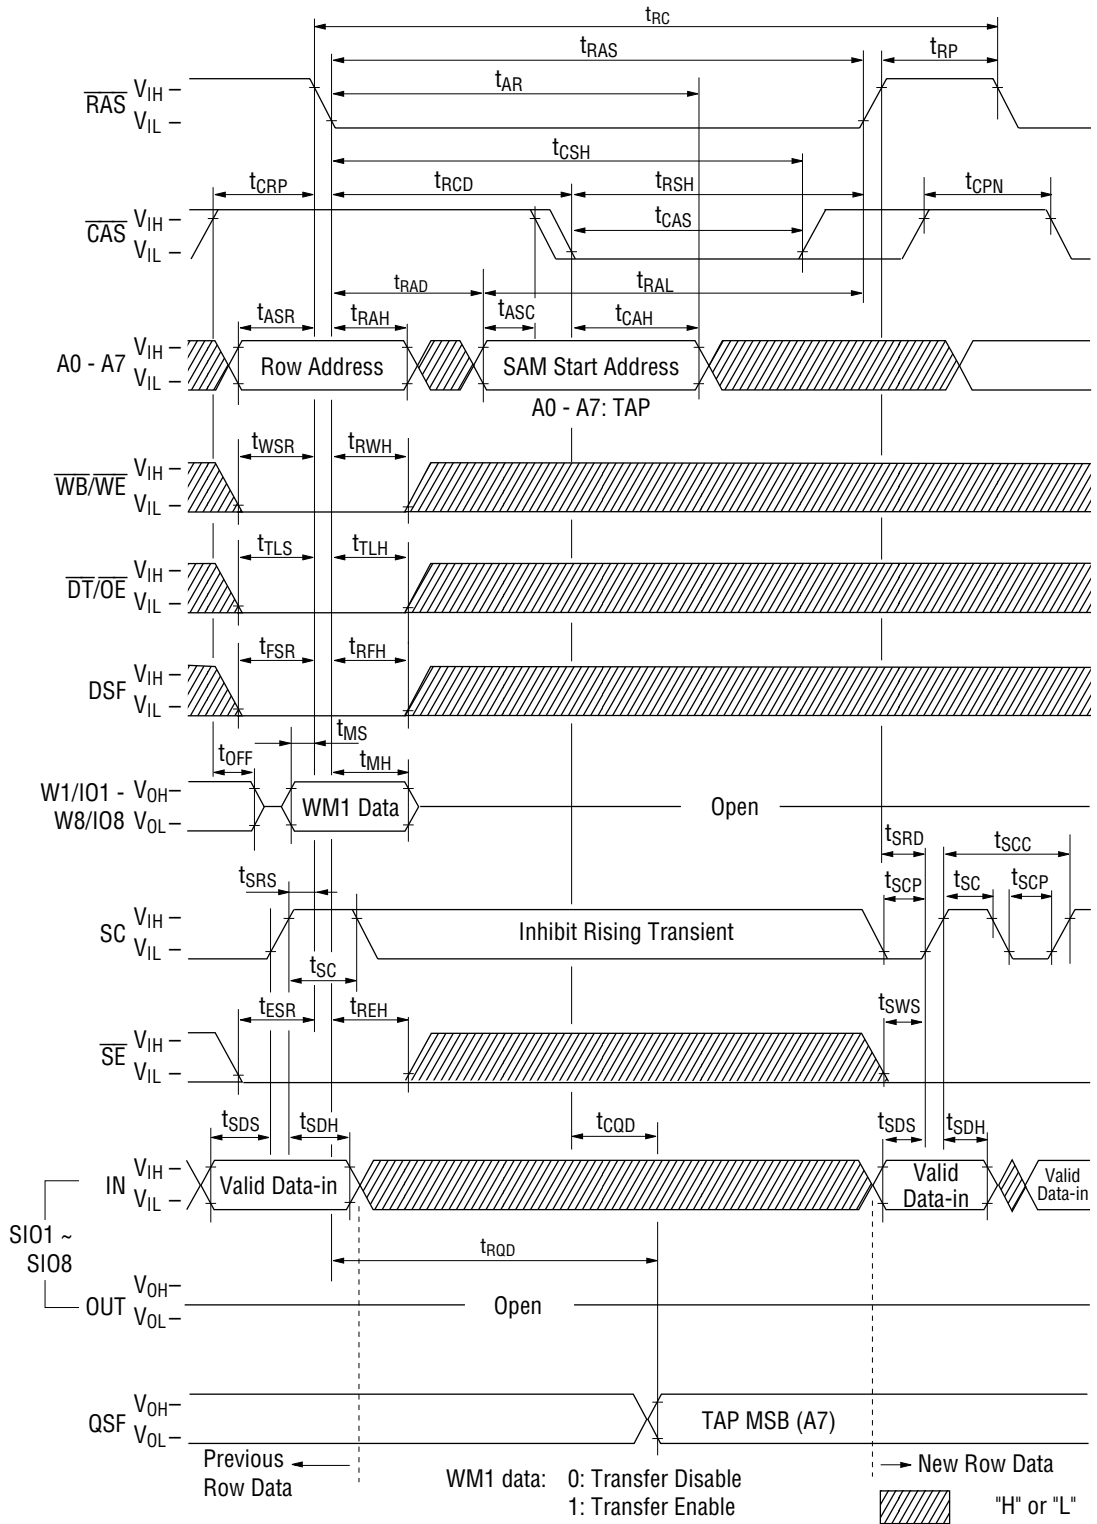 tRC
tRAS
tRP
tAR
RAS VIH
VIL
tCSH
tCRP
tRCD
tRSH
tCPN
CAS VIH
VIL
tCAS
tRAD
tRAL
tASR
tRAH
tASC
tCAH
A0 - A7 VIH
VIL
Row Address
SAM Start Address
A0 - A7: TAP
tWSR
tRWH
WB/WE VIH
VIL
tTLS
tTLH
DT/OE VIH
VIL
tFSR
tRFH
DSF VIH
VIL
tMS
tOFF
tMH
W1/IO1 - VOH
W8/IO8 VOL
WM1 Data
Open
tSRD
tSCC
tSRS
tSCP
tSC
tSCP
SC VIH
VIL
Inhibit Rising Transient
tSC
tESR
tREH
tSWS
SE VIH
VIL
tSDS
tSDH
tCQD
tSDS
tSDH
IN VIH
VIL
Valid Data-in
Valid
Data-in
Valid
Data-in
SIO1 ~
SIO8
tRQD
OUT VOH
VOL
Open
QSF VOH
VOL
TAP MSB (A7)
Previous
Row Data
New Row Data
WM1 data: 0: Transfer Disable
1: Transfer Enable
"H" or "L"